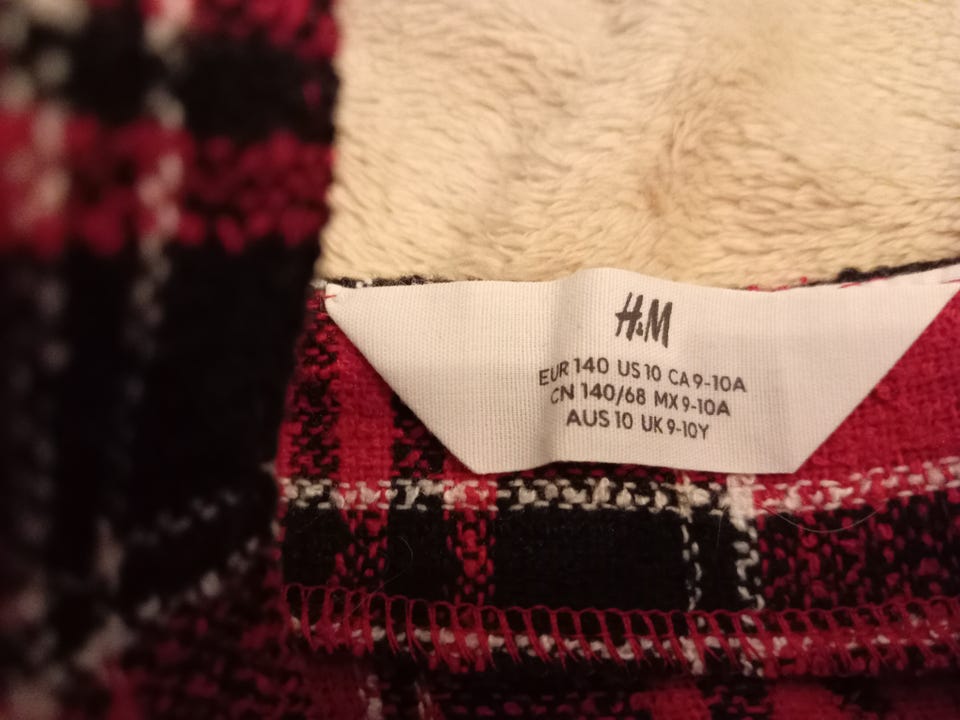 H&M
EUR 140 US 10 CA 9-10A
CN 140/68 MX 9-10A
AUS 10 UK 9-10Y